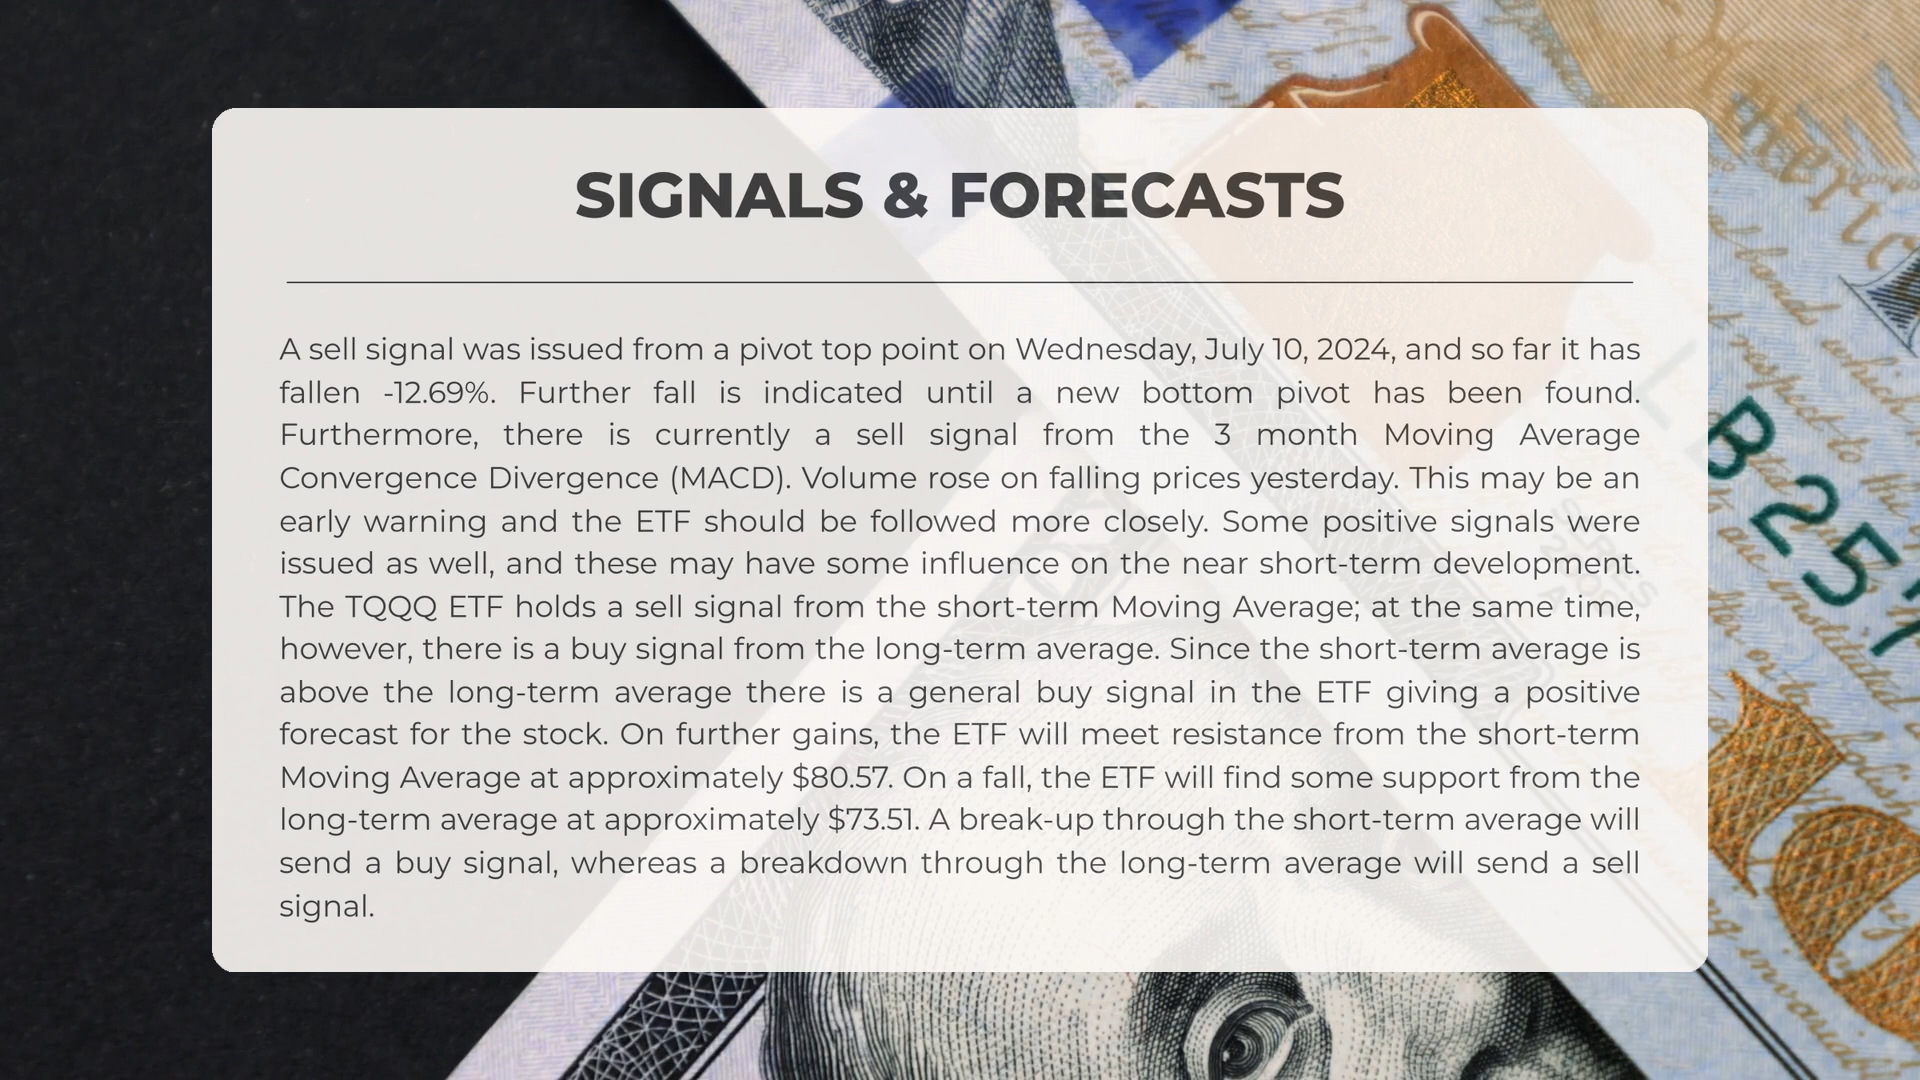 SIGNALS & FORECASTS
A sell signal was issued from a pivot top point on Wednesday, July 10, 2024, and so far it has
fallen -12.69%. Further fall is indicated until a new bottom pivot has been found.
Furthermore, there is currently a sell signal from the 3 month Moving Average
Convergence Divergence (MACD). Volume rose on falling prices yesterday. This may be an
early warning and the ETF should be followed more closely. Some positive signals were
issued as well, and these may have some influence on the near short-term development.
The TQQQ ETF holds a sell signal from the short-term Moving Average; at the same time,
however, there is a buy signal from the long-term average. Since the short-term average is
above the long-term average there is a general buy signal in the ETF giving a positive
forecast for the stock. On further gains, the ETF will meet resistance from the short-term
Moving Average at approximately $80.57. On a fall, the ETF will find some support from the
long-term average at approximately $73.51. A break-up through the short-term average will
send a buy signal, whereas a breakdown through the long-term average will send a sell
signal.
LB257